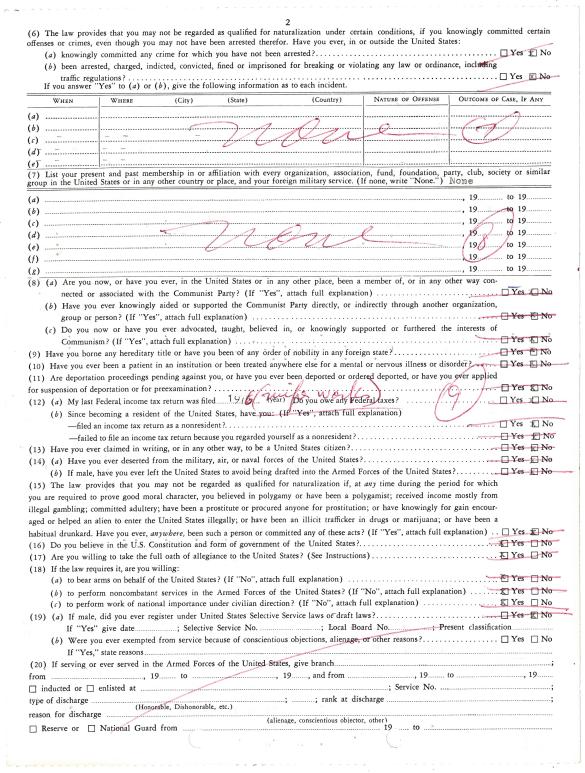 2
(6) The law provides that you may not be regarded as qualified for naturalization under certain conditions, if you knowingly committed certain
offenses or crimes, even though you may not have been arrested therefor. Have you ever, in or outside the United States:
(a) knowingly committed any crime for which you have not been arrested? Yes No
(b) been arrested, charged, indicted, convicted, fined or imprisoned for breaking or violating any law or ordinance, including
traffic regulations? Yes No
If you answer "Yes" to (a) or (b), give the following information as to each incident.
WHEN WHERE (City) (State) (Country) NATURE OF OFFENSE OUTCOME OF CASE, IF ANY
(a)
(b)
(c) None
(d)
(e)
(7) List your present and past membership in or affiliation with every organization, association, fund, foundation, party, club, society or similar
group in the United States or in any other country or place, and your foreign military service. (If none, write "None.") None
(a) , 19 to 19
(b) , 19 to 19
(c) , 19 to 19
(d) None , 19 to 19
(e) , 19 to 19
(f) , 19 to 19
(g) , 19 to 19
(8) (a) Are you now, or have you ever, in the United States or in any other place, been a member of, or in any other way con-
nected or associated with the Communist Party? (If "Yes", attach full explanation) Yes No
(b) Have you ever knowingly aided or supported the Communist Party directly, or indirectly through another organization,
group or person? (If "Yes", attach full explanation) Yes No
(c) Do you now or have you ever advocated, taught, believed in, or knowingly supported or furthered the interests of
Communism? (If "Yes", attach full explanation) Yes No
(9) Have you borne any hereditary title or have you been of any order of nobility in any foreign state? Yes No
(10) Have you ever been a patient in an institution or been treated anywhere else for a mental or nervous illness or disorder? Yes No
(11) Are deportation proceedings pending against you, or have you ever been deported or ordered deported, or have you ever applied
for suspension of deportation or for preexamination? 9 Yes No
(12) (a) My last Federal income tax return was filed (year) Do you owe any Federal taxes? Yes No
(b) Since becoming a resident of the United States, have you: (If "Yes", attach full explanation)
—filed an income tax return as a nonresident? Yes No
—failed to file an income tax return because you regarded yourself as a nonresident? Yes No
(13) Have you ever claimed in writing, or in any other way, to be a United States citizen? Yes No
(14) (a) Have you ever deserted from the military, air, or naval forces of the United States? Yes No
(b) If male, have you ever left the United States to avoid being drafted into the Armed Forces of the United States? Yes No
(15) The law provides that you may not be regarded as qualified for naturalization if, at any time during the period for which
you are required to prove good moral character, you believed in polygamy or have been a polygamist; received income mostly from
illegal gambling; committed adultery; have been a prostitute or procured anyone for prostitution; or have knowingly for gain encour-
aged or helped an alien to enter the United States illegally; or have been an illicit trafficker in drugs or marijuana; or have been a
habitual drunkard. Have you ever, anywhere, been such a person or committed any of these acts? (If "Yes", attach full explanation) Yes No
(16) Do you believe in the U.S. Constitution and form of government of the United States? Yes No
(17) Are you willing to take the full oath of allegiance to the United States? (See Instructions) Yes No
(18) If the law requires it, are you willing:
(a) to bear arms on behalf of the United States? (If "No", attach full explanation) Yes No
(b) to perform noncombatant services in the Armed Forces of the United States? (If "No", attach full explanation) Yes No
(c) to perform work of national importance under civilian direction? (If "No", attach full explanation) Yes No
(19) (a) If male, did you ever register under United States Selective Service laws or draft laws? Yes No
If "Yes" give date ; Selective Service No. ; Local Board No. ; Present classification
(b) Were you ever exempted from service because of conscientious objections, alienage, or other reasons? Yes No
If "Yes," state reasons
(20) If serving or ever served in the Armed Forces of the United States, give branch ;
from , 19 to , 19 , and from , 19 to , 19 ;
inducted or enlisted at ; Service No. ;
type of discharge ; rank at discharge ;
(Honorable, Dishonorable, etc.)
reason for discharge
(alienage, conscientious objector, other)
Reserve or National Guard from 19 to